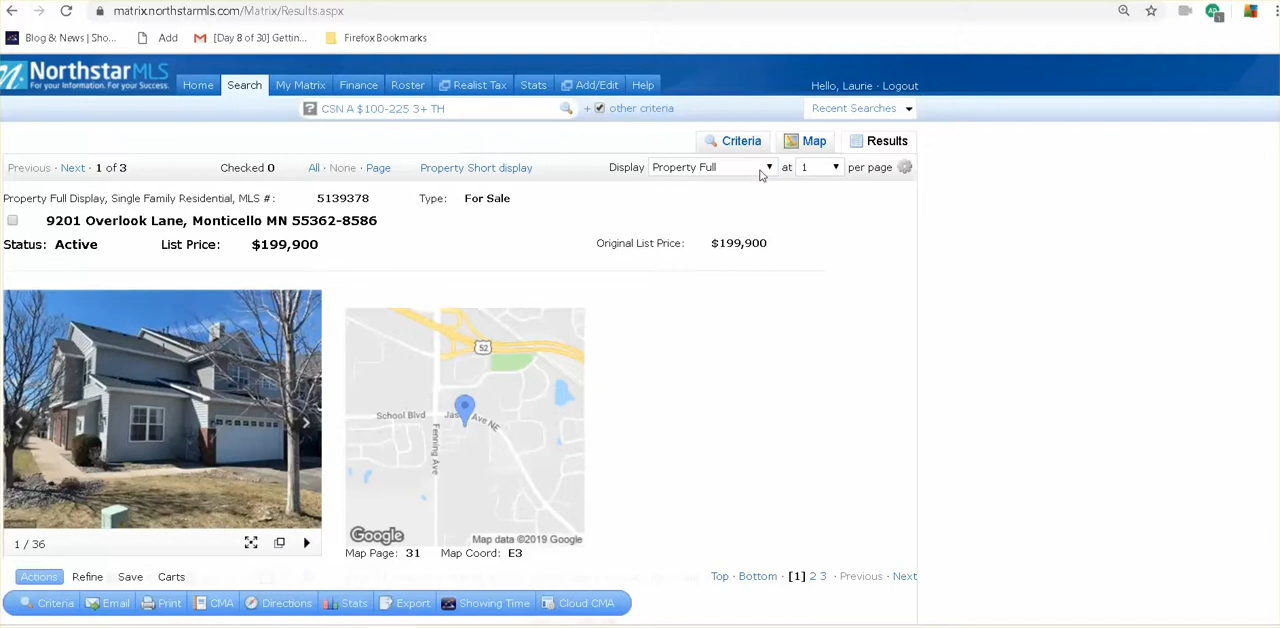 matrix.northstarmls.com/Matrix/Results.aspx
Blog & News | Sho... Add [Day 8 of 30] Gettin... Firefox Bookmarks
NorthstarMLS
For your Information. For your Success.
Home Search My Matrix Finance Roster Realist Tax Stats Add/Edit Help Hello, Laurie · Logout
? CSN A $100-225 3+ TH + other criteria Recent Searches
Criteria Map Results
Previous · Next · 1 of 3 Checked 0 All · None · Page Property Short display Display Property Full at 1 per page
Property Full Display, Single Family Residential, MLS #: 5139378 Type: For Sale
9201 Overlook Lane, Monticello MN 55362-8586
Status: Active List Price: $199,900 Original List Price: $199,900
52
School Blvd
Fenning Ave
Google
Map data ©2019 Google
1 / 36
Map Page: 31 Map Coord: E3
Actions Refine Save Carts Top · Bottom · [1] 2 3 · Previous · Next
Criteria Email Print CMA Directions Stats Export Showing Time Cloud CMA